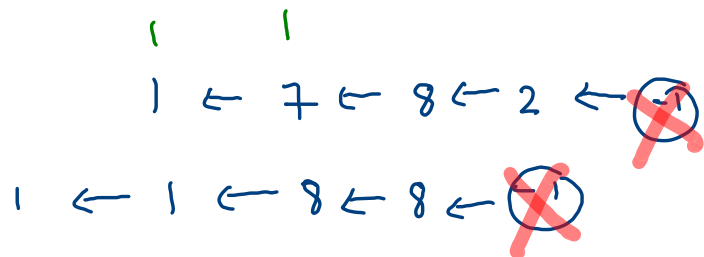 1 1
1 ← 7 ← 8 ← 2 ← -1
1 ← 1 ← 8 ← 8 ← -1